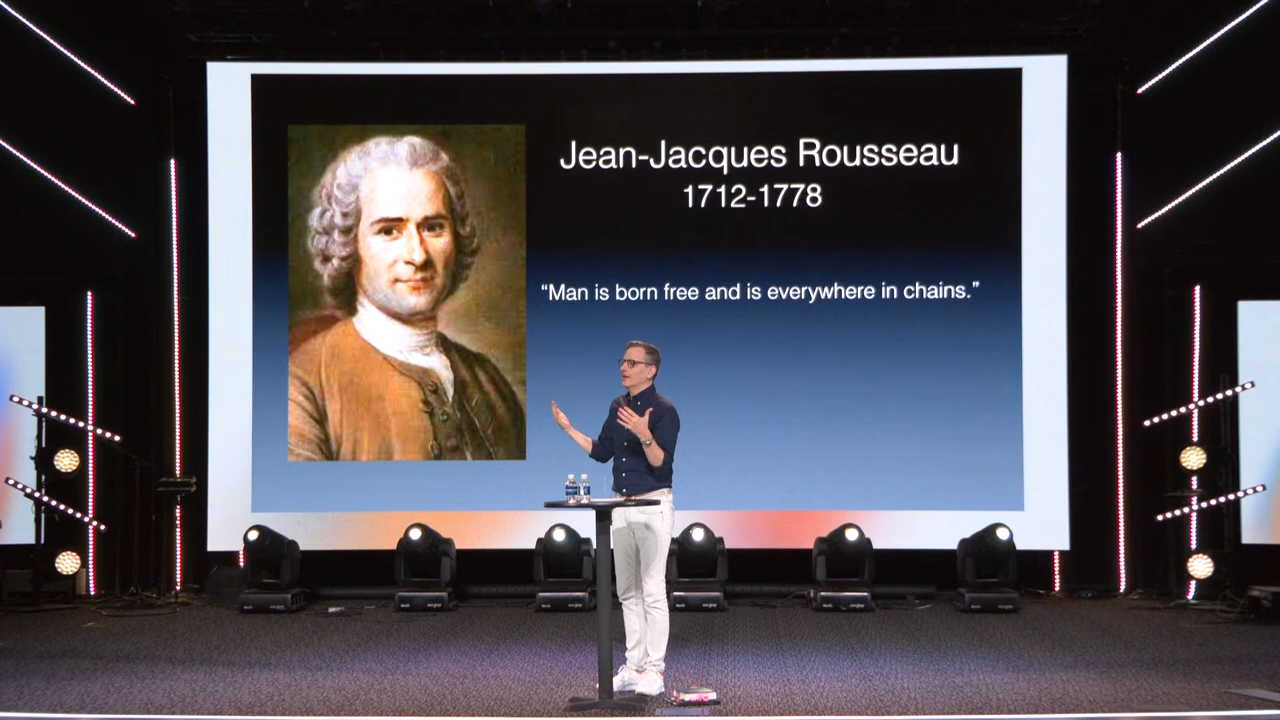 Jean-Jacques Rousseau
1712-1778
“Man is born free and is everywhere in chains.”